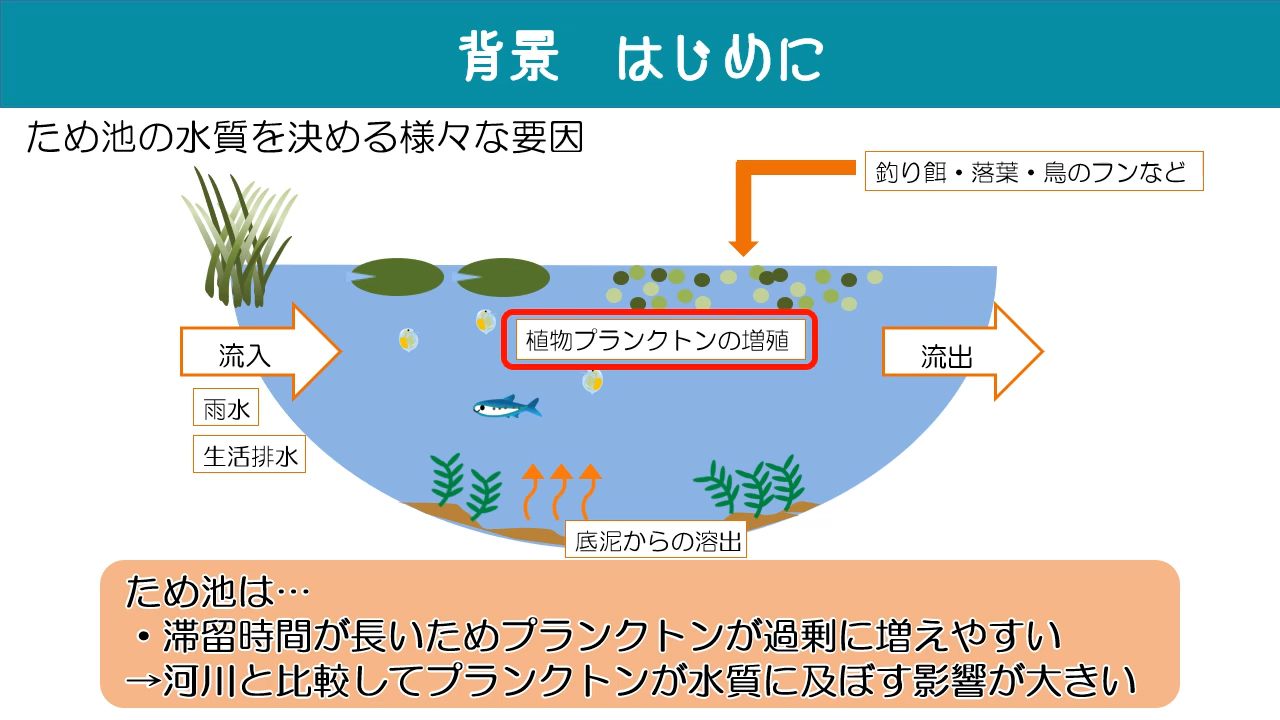 背景　はじめに
ため池の水質を決める様々な要因
釣り餌・落葉・鳥のフンなど
植物プランクトンの増殖
流入
流出
雨水
生活排水
底泥からの溶出
ため池は…
・滞留時間が長いためプランクトンが過剰に増えやすい
→河川と比較してプランクトンが水質に及ぼす影響が大きい